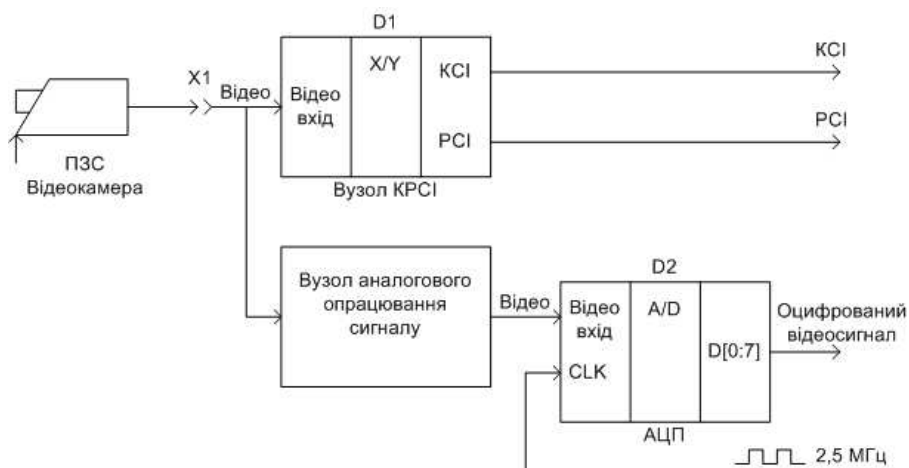 D1
X/Y
КСІ
КСІ
X1
Відео
Відео
вхід
РСІ
РСІ
ПЗС
Відеокамера
Вузол КРСІ
Вузол аналогового
опрацювання
сигналу
Відео
D2
Відео
вхід
A/D
D[0:7]
CLK
Оцифрований
відеосигнал
АЦП
2,5 МГц